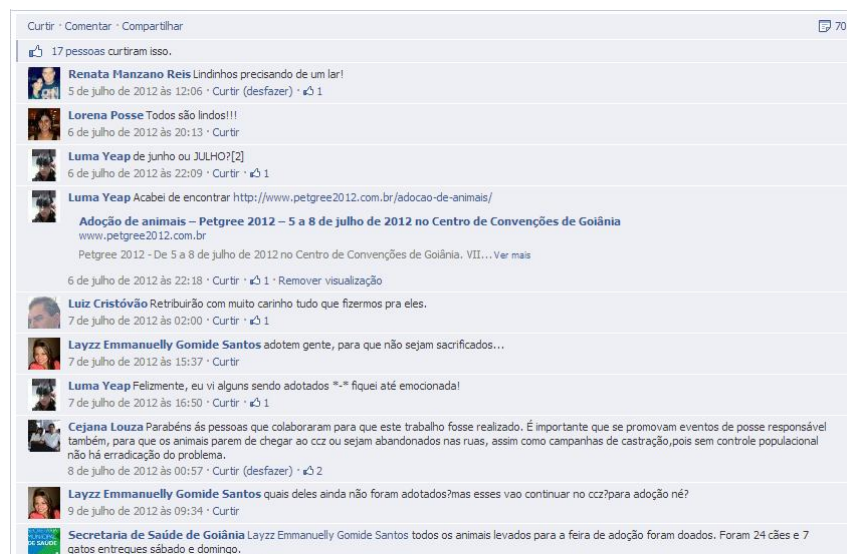 Curtir · Comentar · Compartilhar 70
17 pessoas curtiram isso.
Renata Manzano Reis Lindinhos precisando de um lar!
5 de julho de 2012 às 12:06 · Curtir (desfazer) · 1
Lorena Posse Todos são lindos!!!
6 de julho de 2012 às 20:13 · Curtir
Luma Yeap de junho ou JULHO?[2]
6 de julho de 2012 às 22:09 · Curtir · 1
Luma Yeap Acabei de encontrar http://www.petgree2012.com.br/adocao-de-animais/
Adoção de animais – Petgree 2012 – 5 a 8 de julho de 2012 no Centro de Convenções de Goiânia
www.petgree2012.com.br
Petgree 2012 - De 5 a 8 de julho de 2012 no Centro de Convenções de Goiânia. VII... Ver mais
6 de julho de 2012 às 22:18 · Curtir · 1 · Remover visualização
Luiz Cristóvão Retribuirão com muito carinho tudo que fizermos pra eles.
7 de julho de 2012 às 02:00 · Curtir · 1
Layzz Emmanuelly Gomide Santos adotem gente, para que não sejam sacrificados...
7 de julho de 2012 às 15:37 · Curtir
Luma Yeap Felizmente, eu vi alguns sendo adotados *-* fiquei até emocionada!
7 de julho de 2012 às 16:50 · Curtir · 1
Cejana Louza Parabéns ás pessoas que colaboraram para que este trabalho fosse realizado. É importante que se promovam eventos de posse responsável
também, para que os animais parem de chegar ao ccz ou sejam abandonados nas ruas, assim como campanhas de castração,pois sem controle populacional
não há erradicação do problema.
8 de julho de 2012 às 00:57 · Curtir (desfazer) · 2
Layzz Emmanuelly Gomide Santos quais deles ainda não foram adotados?mas esses vao continuar no ccz?para adoção né?
9 de julho de 2012 às 09:34 · Curtir
Secretaria de Saúde de Goiânia Layzz Emmanuelly Gomide Santos todos os animais levados para a feira de adoção foram doados. Foram 24 cães e 7
gatos entregues sábado e domingo.